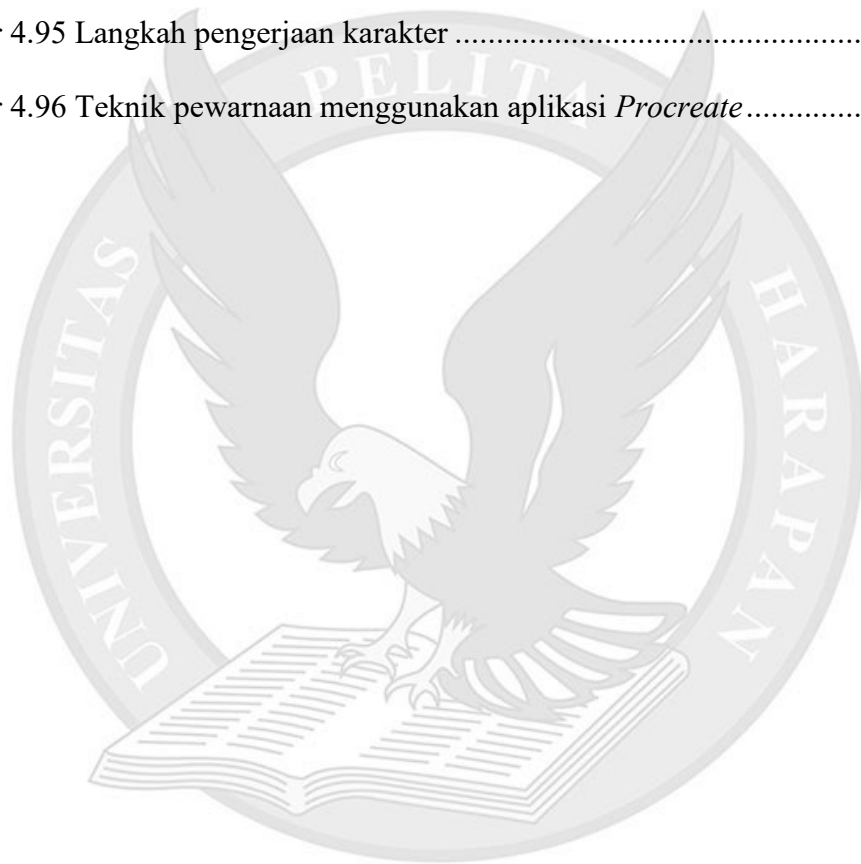 r 4.95 Langkah pengerjaan karakter ....................................................
r 4.96 Teknik pewarnaan menggunakan aplikasi Procreate ..............
UNIVERSITAS PELITA HARAPAN